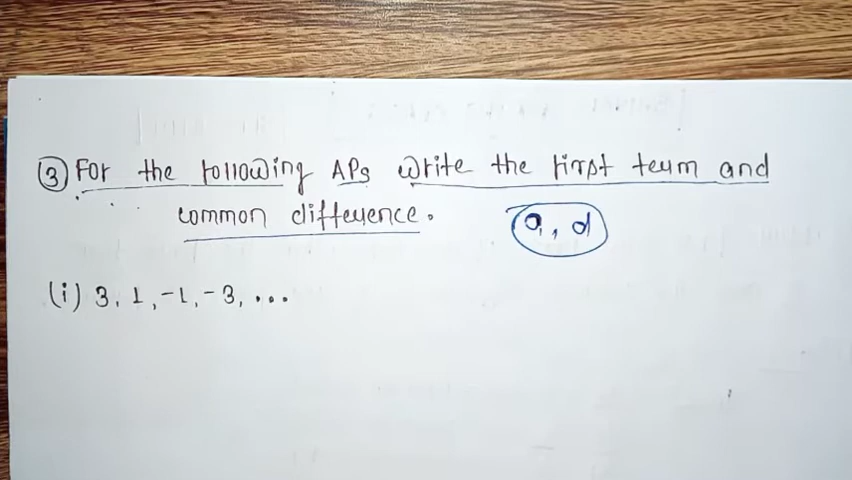 ③ For the following APs write the first term and
common difference.
a, d
(i) 3, 1, -1, -3, ...